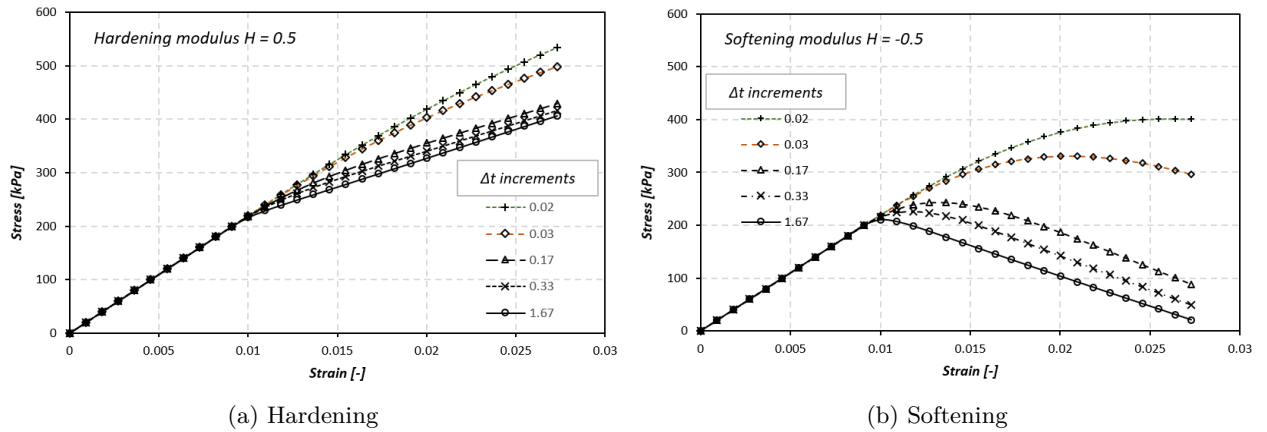 600
500
400
300
200
100
0
Stress [kPa]
Hardening modulus H = 0.5
Δt increments
0.02
0.03
0.17
0.33
1.67
0 0.005 0.01 0.015 0.02 0.025 0.03
Strain [-]
(a) Hardening
600
500
400
300
200
100
0
Stress [kPa]
Softening modulus H = -0.5
Δt increments
0.02
0.03
0.17
0.33
1.67
0 0.005 0.01 0.015 0.02 0.025 0.03
Strain [-]
(b) Softening